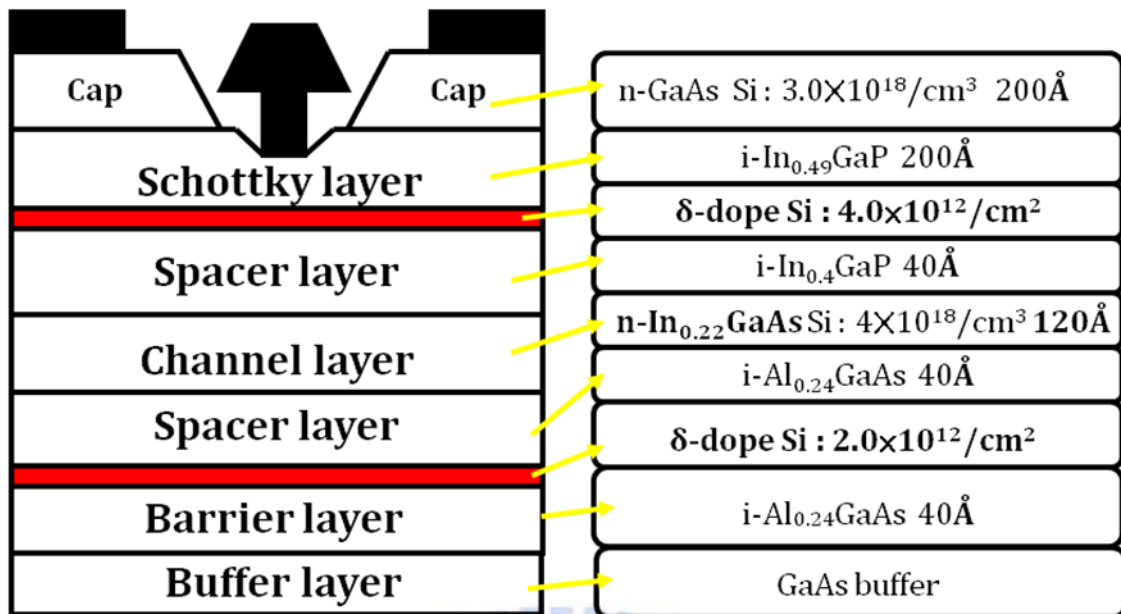 Cap
Cap
n-GaAs Si : 3.0×10¹⁸/cm³ 200Å
Schottky layer
i-In₀.₄₉GaP 200Å
δ-dope Si : 4.0×10¹²/cm²
Spacer layer
i-In₀.₄GaP 40Å
Channel layer
n-In₀.₂₂GaAs Si: 4×10¹⁸/cm³ 120Å
i-Al₀.₂₄GaAs 40Å
Spacer layer
δ-dope Si : 2.0×10¹²/cm²
Barrier layer
i-Al₀.₂₄GaAs 40Å
Buffer layer
GaAs buffer